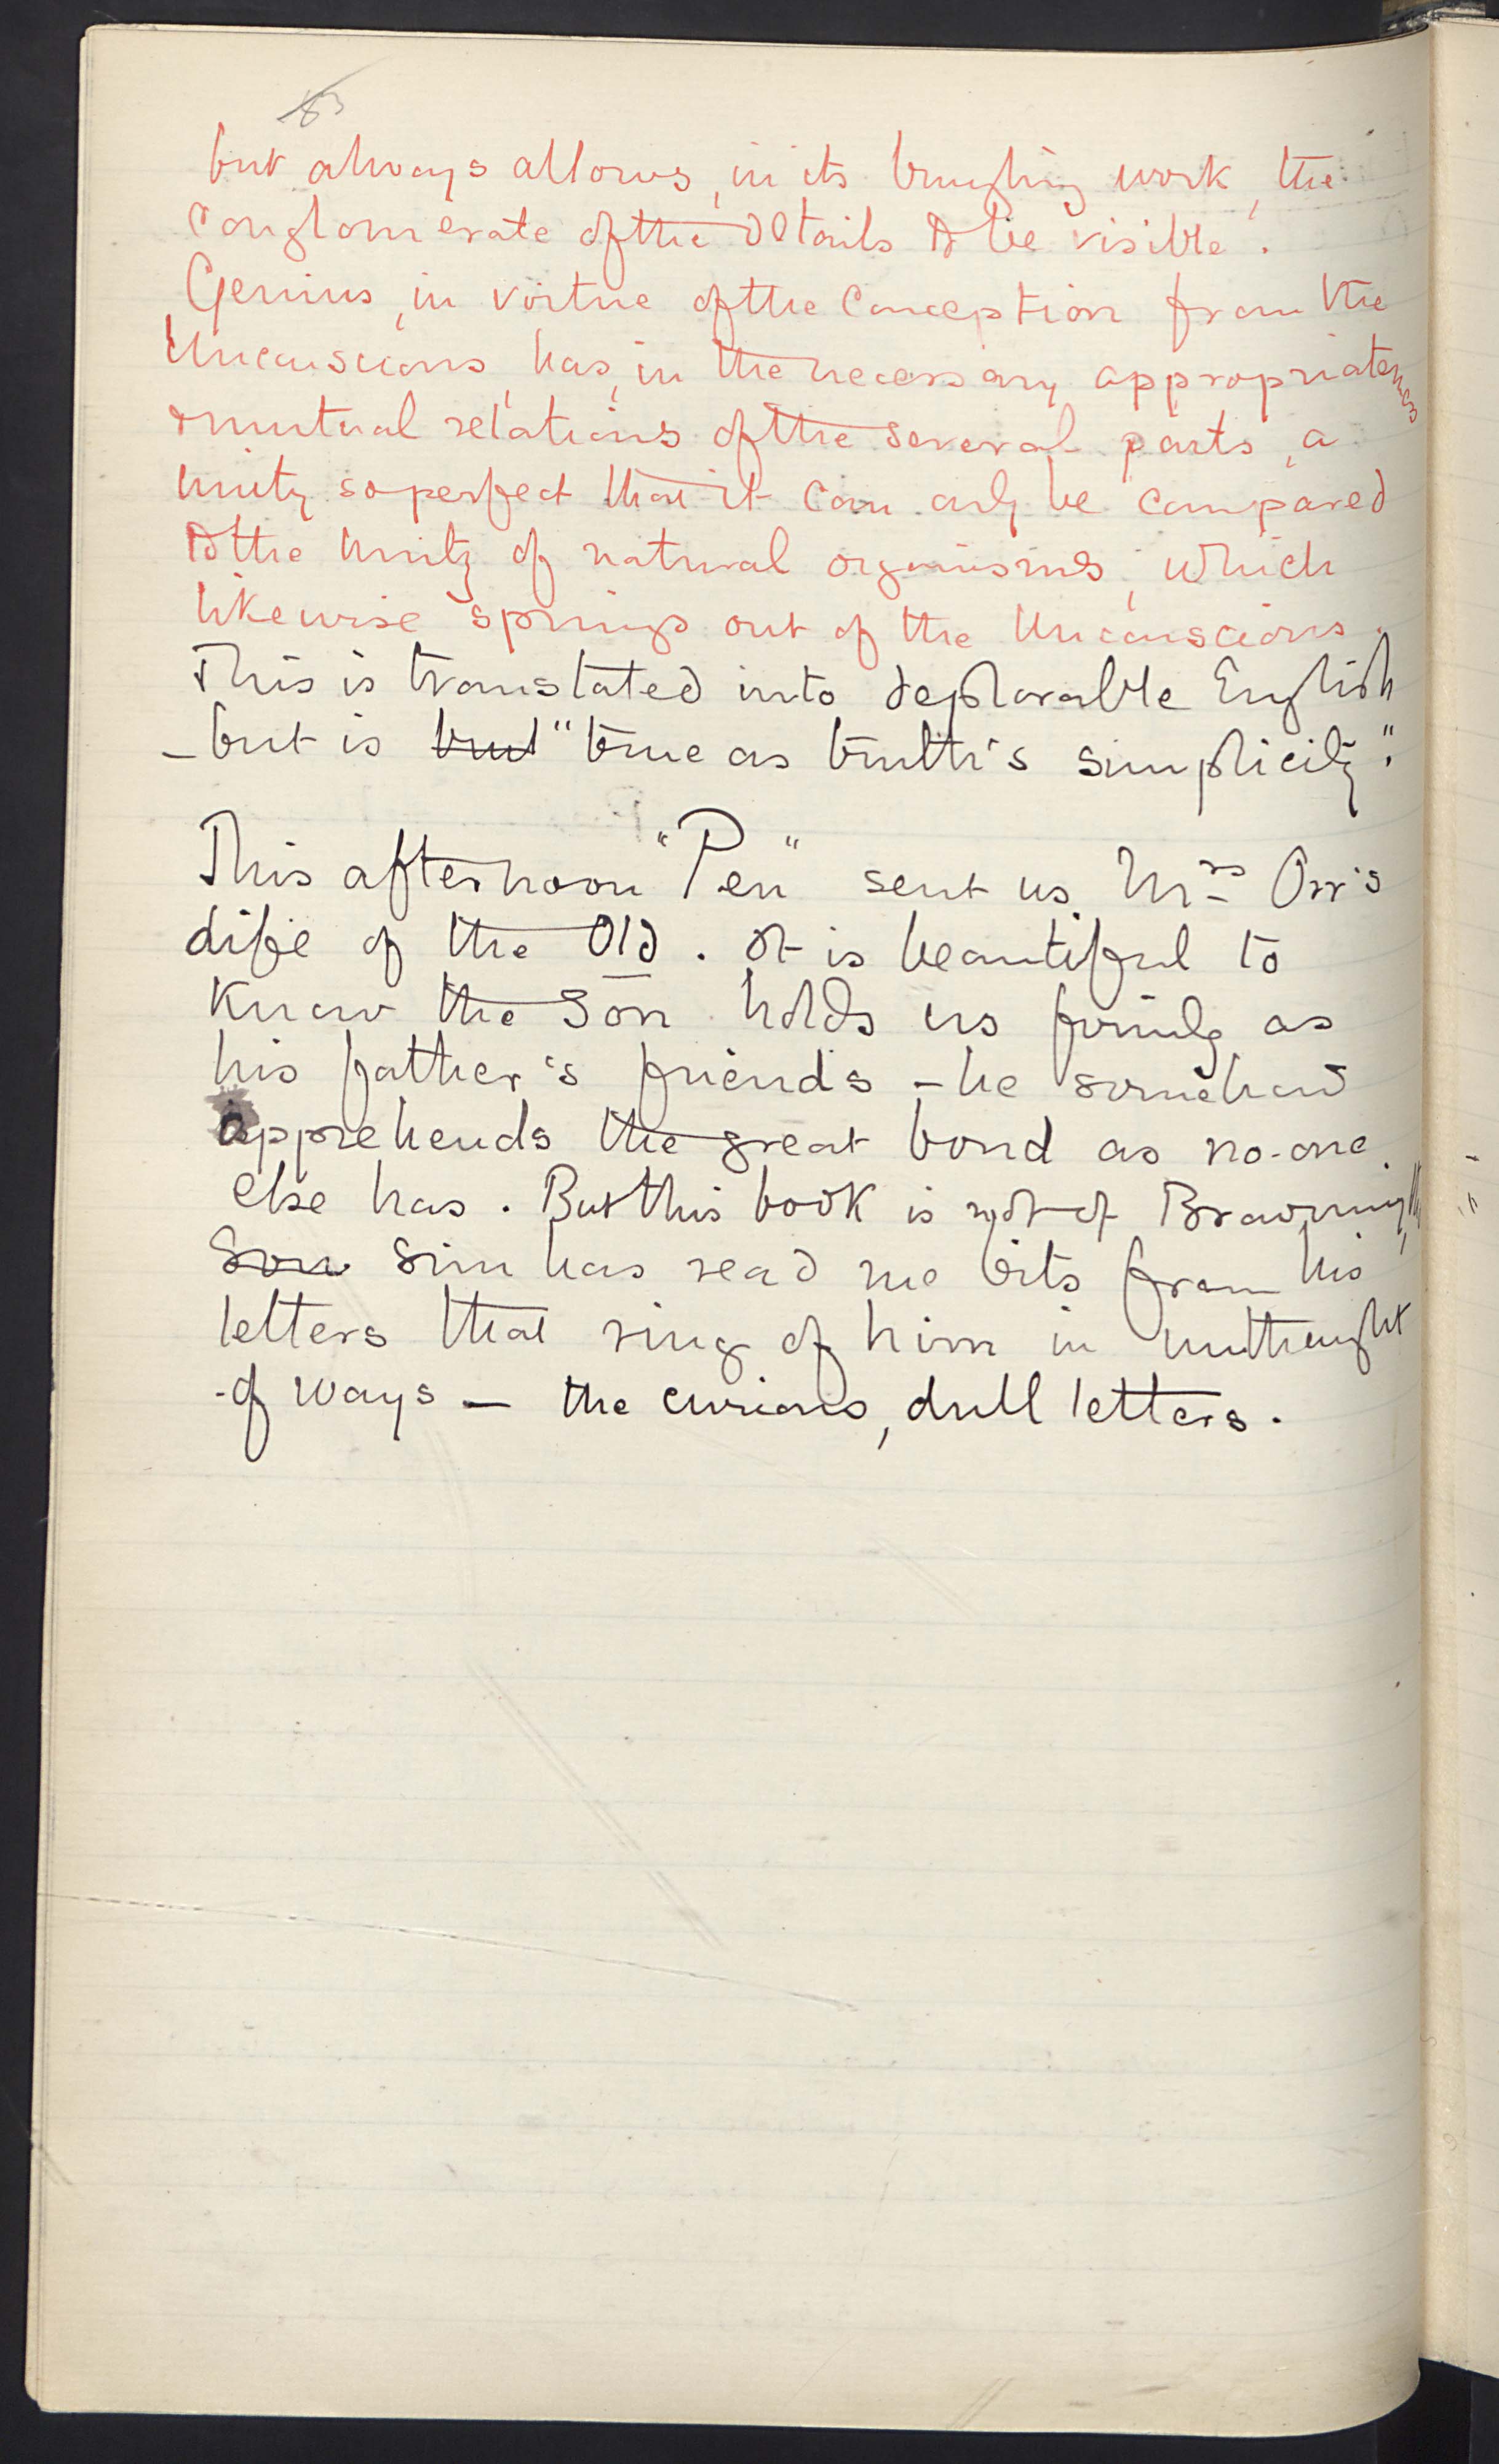 but always allows, in its work, the
conglomerate of the details to be visible.
Genius, in virtue of the Conception from the
Unconscious, has, in the necessary appropriateness
& mutual relations of the several parts, a
unity so perfect that it can only be compared
to the unity of natural organisms, which
likewise springs out of the Unconscious.
This is translated into deplorable English
– but is "true as truth's simplicity."
This afternoon "Pen" sent us Mrs Orr's
Life of the Old. It is beautiful to
know the Son holds us firmly as
his father's friends – he somehow
apprehends the great bond as no-one
else has. But this book is not of Browning
Sim has read me bits from his
letters that ring of him in unthought
-of ways – the curious, dull letters.